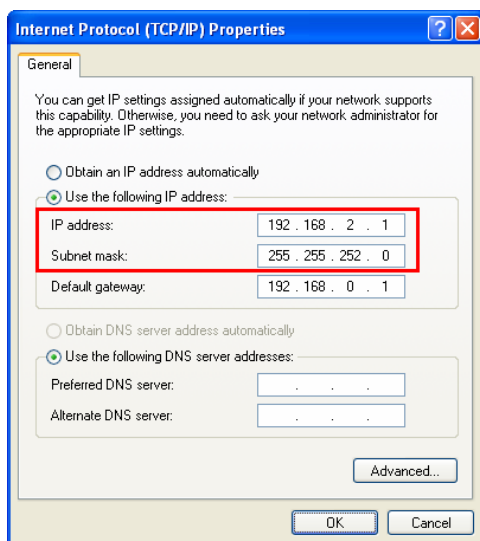 Internet Protocol (TCP/IP) Properties
General
You can get IP settings assigned automatically if your network supports
this capability. Otherwise, you need to ask your network administrator for
the appropriate IP settings.
Obtain an IP address automatically
Use the following IP address:
IP address: 192 . 168 . 2 . 1
Subnet mask: 255 . 255 . 252 . 0
Default gateway: 192 . 168 . 0 . 1
Obtain DNS server address automatically
Use the following DNS server addresses:
Preferred DNS server: . . .
Alternate DNS server: . . .
Advanced...
OK Cancel